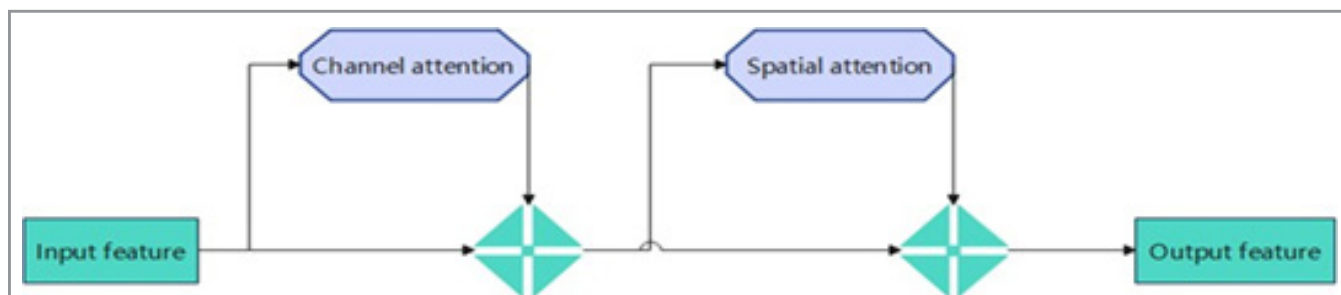 Channel attention
Spatial attention
Input feature
Output feature